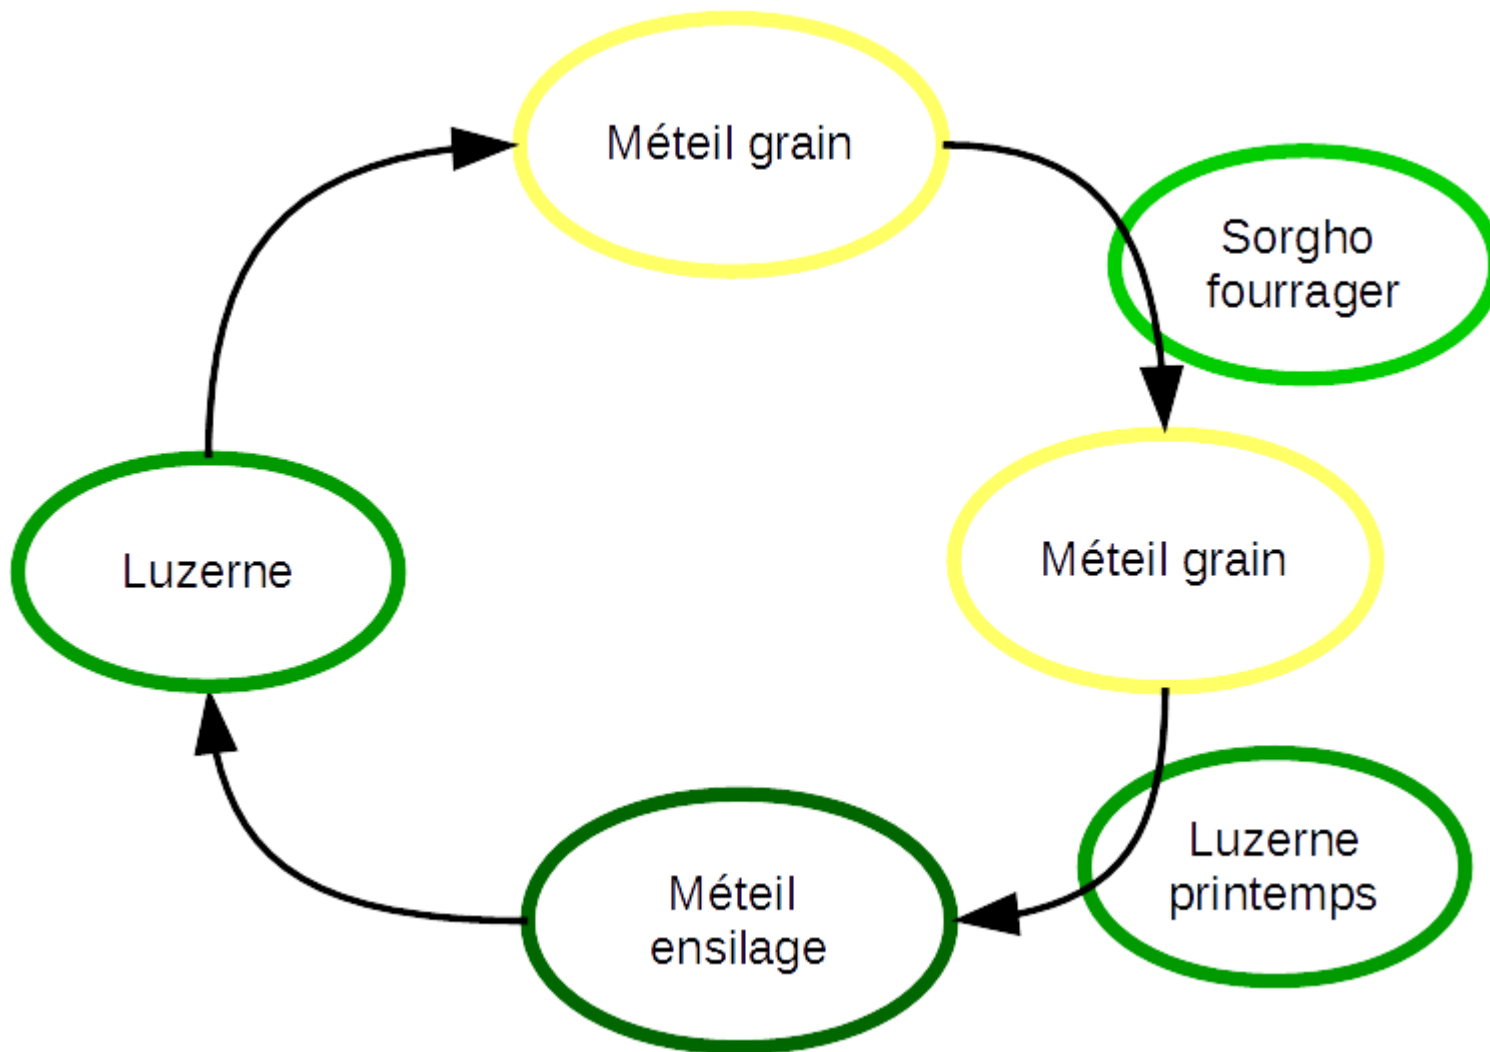 Méteil grain
Sorgho
fourrager
Méteil grain
Luzerne
Luzerne
printemps
Méteil
ensilage